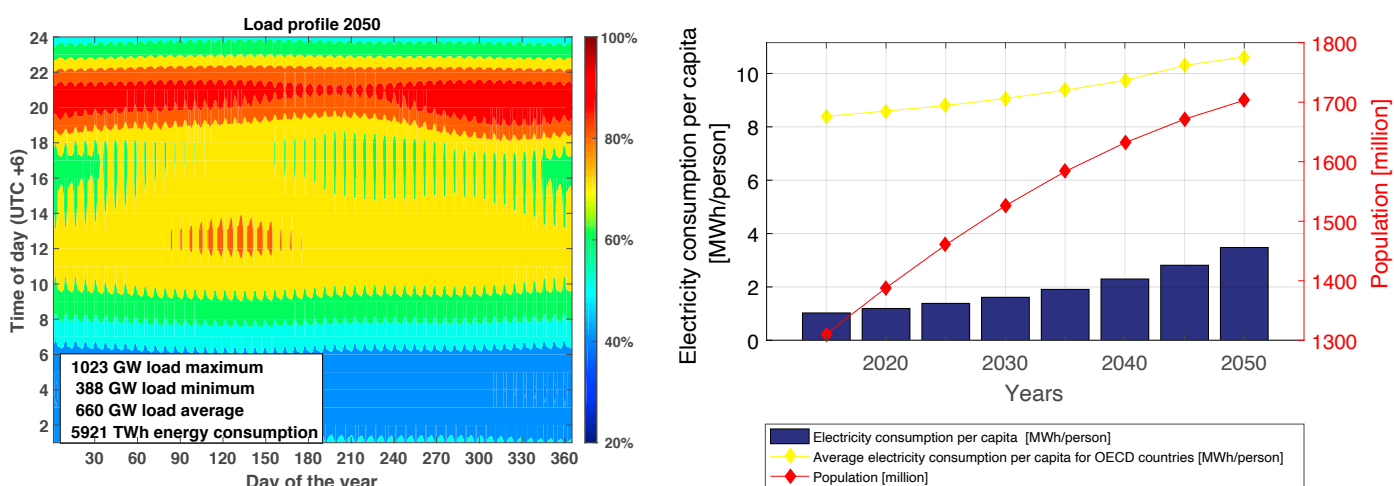 Load profile 2050
24
22
20
18
16
14
12
10
8
6
4
2
Time of day (UTC +6)
1023 GW load maximum
388 GW load minimum
660 GW load average
5921 TWh energy consumption
30 60 90 120 150 180 210 240 270 300 330 360
Day of the year
100%
80%
60%
40%
20%
Electricity consumption per capita
[MWh/person]
10
8
6
4
2
0
2020 2030 2040 2050
Years
1800
1700
1600
1500
1400
1300
Population [million]
Electricity consumption per capita [MWh/person]
Average electricity consumption per capita for OECD countries [MWh/person]
Population [million]